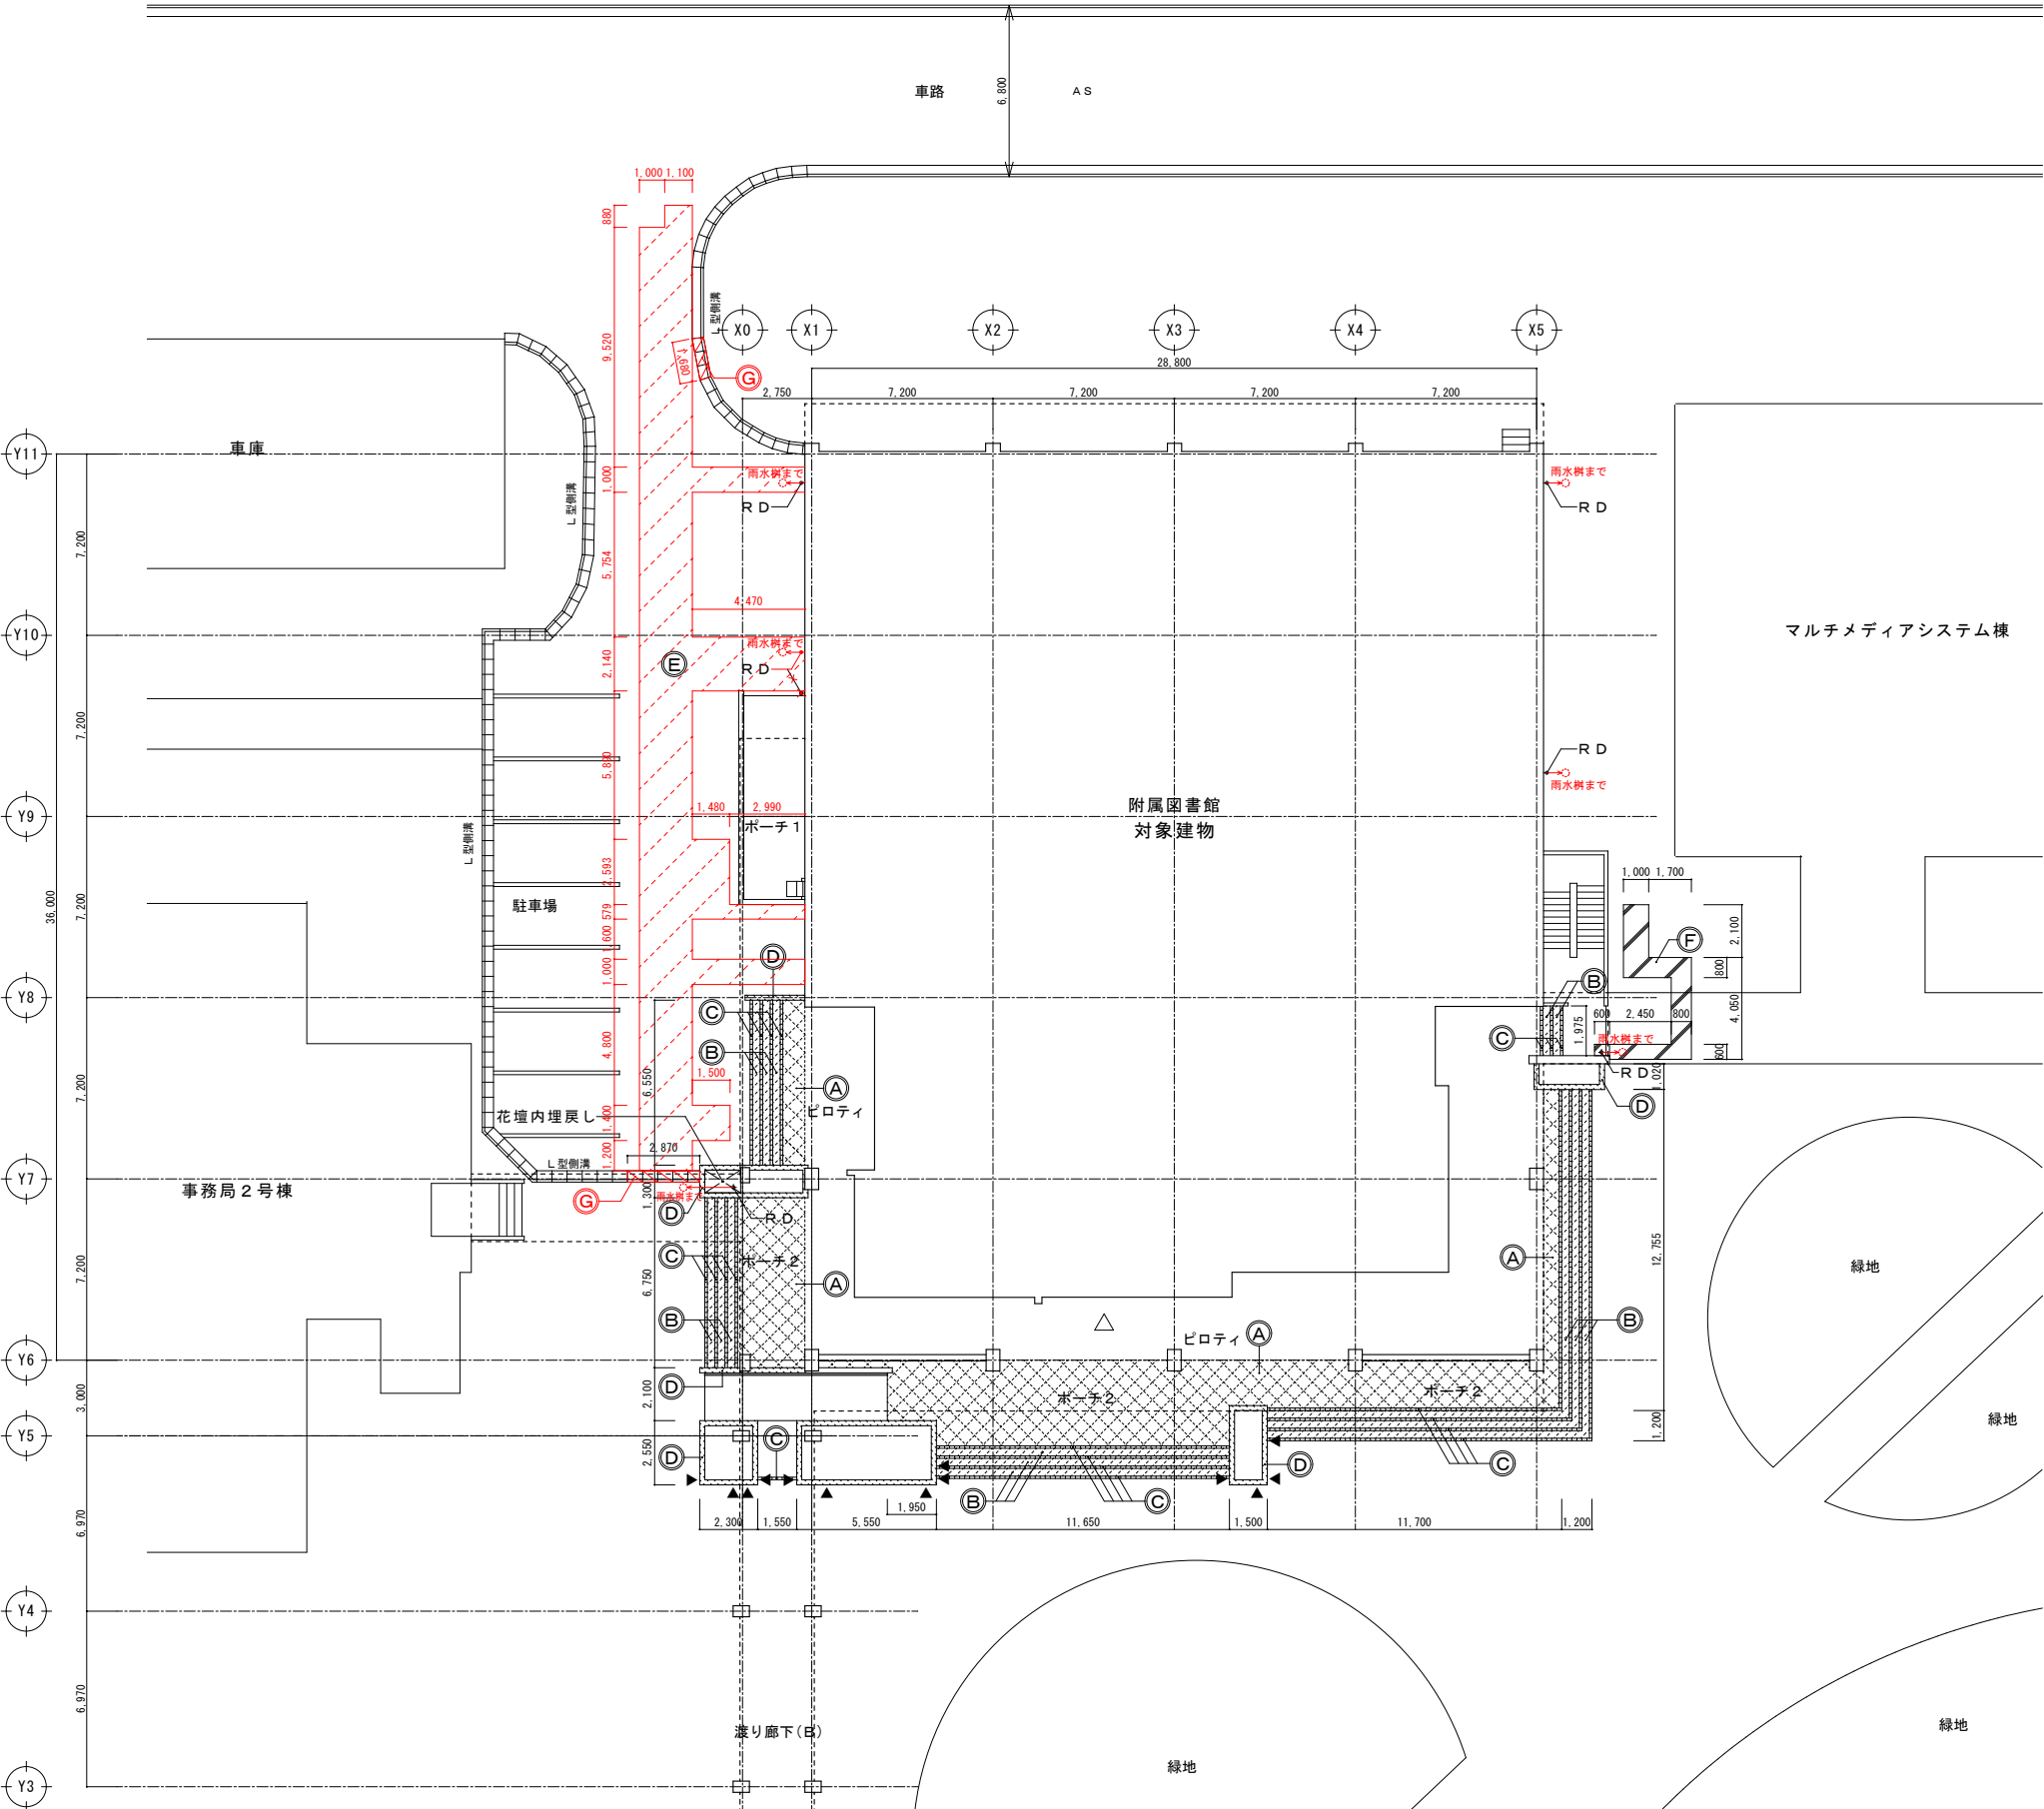 車路
6,800
AS
1,000 1,100
880
L型側溝
X0 X1 X2 X3 X4 X5
9,520
1,680
G
28,800
2,750 7,200 7,200 7,200 7,200
Y11
車庫
1,000
雨水桝まで
雨水桝まで
RD
RD
L型側溝
7,200
5,754
4,470
Y10
マルチメディアシステム棟
雨水桝まで
E
RD
2,140
7,200
RD
5,890
雨水桝まで
1,480 2,990
附属図書館
Y9
ポーチ1
対象建物
L型側溝
2,593
1,000 1,700
36,000
7,200
駐車場
579
2,100
1,600
F
D
1,000
800
B
Y8
C
600 2,450 800
4,050
1,975
C
雨水桝まで
4,800
B
600
RD
1,500
6,550
A
1,020
7,200
ピロティ
D
花壇内埋戻し
1,400
2,870
1,200
L型側溝
Y7
事務局2号棟
G
雨水桝まで
1,300
D
RD
C
ポーチ2
A
12,755
緑地
7,200
A
6,750
B
B
ピロティ A
Y6
D
ポーチ2
ポーチ2
3,000
2,100
緑地
1,200
Y5
C
2,550
D
D
C
B
C
1,950
2,300 1,550 5,550 11,650 1,500 11,700 1,200
6,970
Y4
6,970
渡り廊下(B)
緑地
緑地
Y3